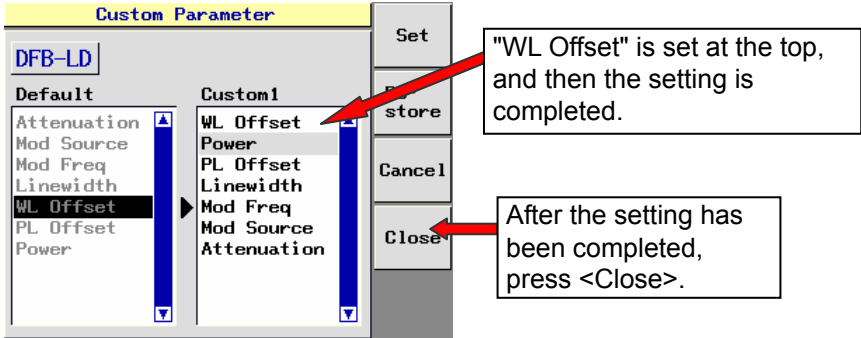 Custom Parameter
DFB-LD
Default
Attenuation
Mod Source
Mod Freq
Linewidth
WL Offset
PL Offset
Power
Custom1
WL Offset
Power
PL Offset
Linewidth
Mod Freq
Mod Source
Attenuation
Set
store
Cancel
Close
"WL Offset" is set at the top,
and then the setting is
completed.
After the setting has
been completed,
press <Close>.